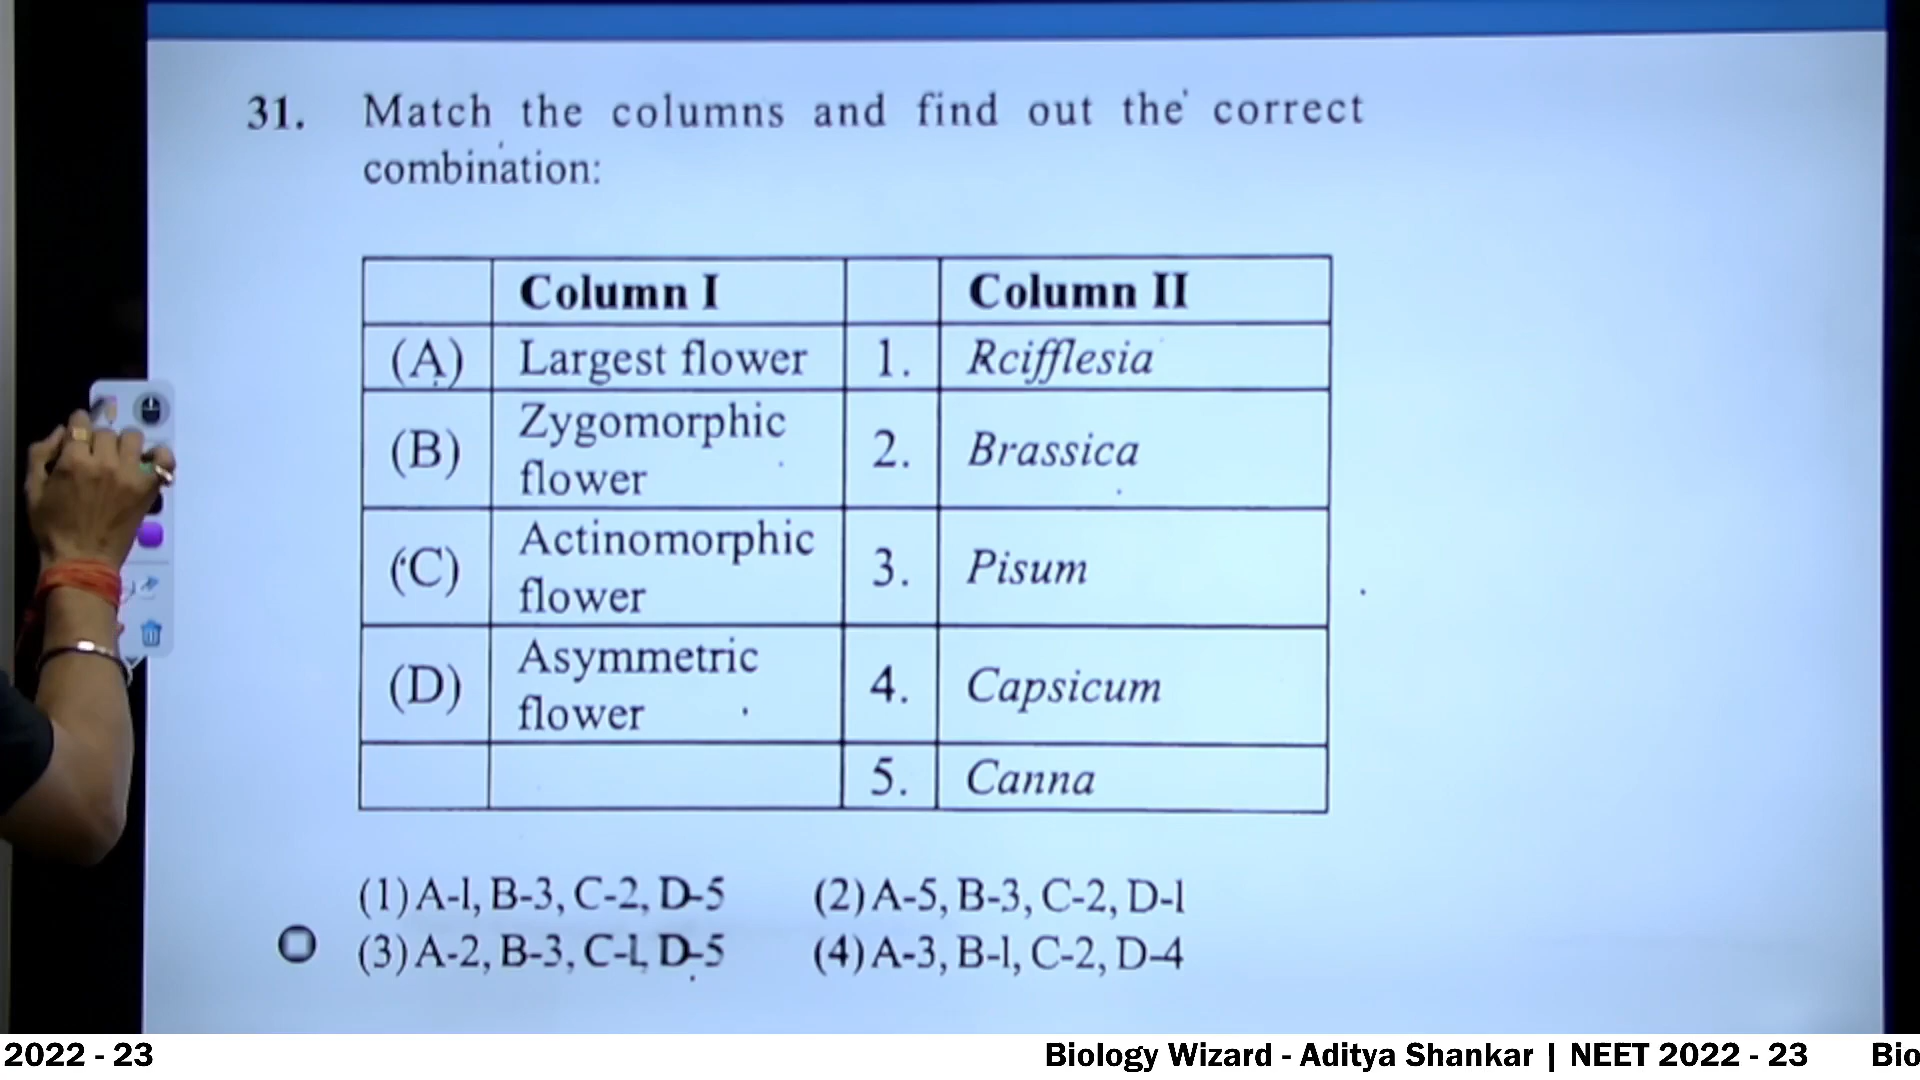 31. Match the columns and find out the correct
combination:
Column I Column II
(A) Largest flower 1. Rcifflesia
(B) Zygomorphic flower 2. Brassica
(C) Actinomorphic flower 3. Pisum
(D) Asymmetric flower 4. Capsicum
5. Canna
(1) A-1, B-3, C-2, D-5 (2) A-5, B-3, C-2, D-1
(3) A-2, B-3, C-1, D-5 (4) A-3, B-1, C-2, D-4
2022 - 23 Biology Wizard - Aditya Shankar | NEET 2022 - 23 Bio